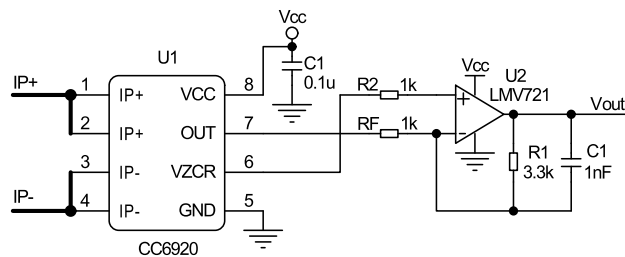 Vcc
U1
C1
0.1u
IP+
1 IP+ VCC 8
2 IP+ OUT 7
3 IP- VZCR 6
IP-
4 IP- GND 5
CC6920
R2 1k
RF 1k
Vcc
U2
LMV721
+
-
Vout
R1
3.3k
C1
1nF